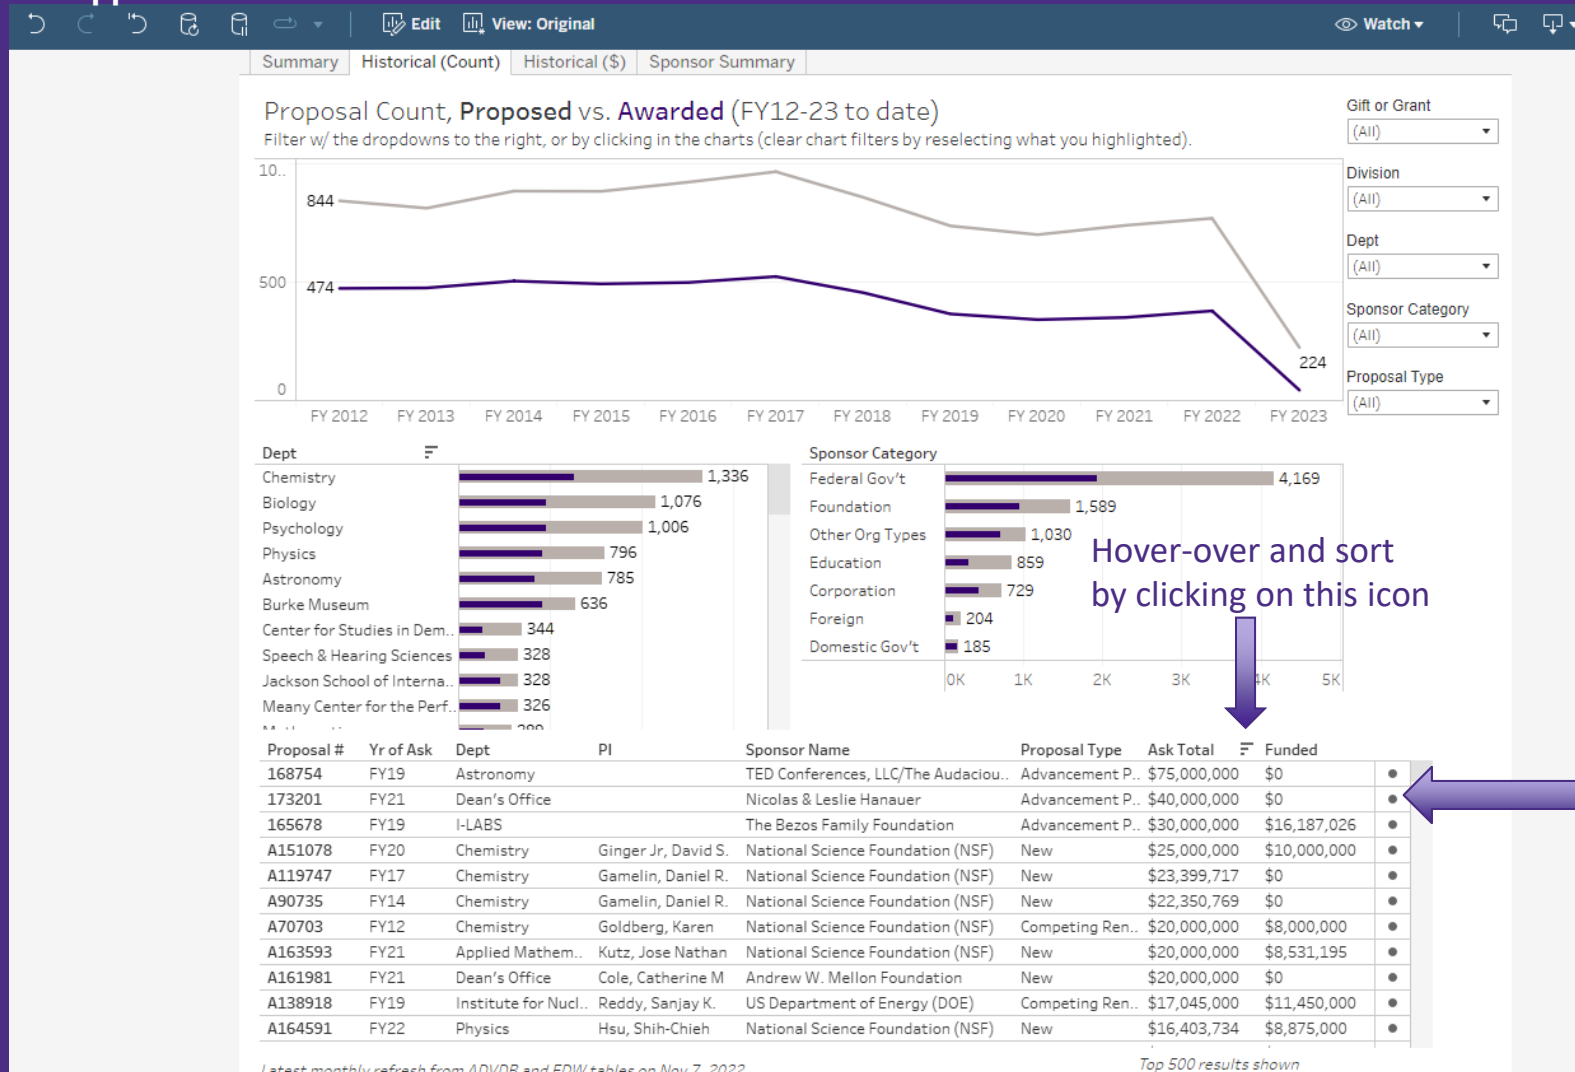 Edit View: Original Watch
Summary Historical (Count) Historical ($) Sponsor Summary
Proposal Count, Proposed vs. Awarded (FY12-23 to date)
Filter w/ the dropdowns to the right, or by clicking in the charts (clear chart filters by reselecting what you highlighted).
Gift or Grant
(All)
Division
(All)
Dept
(All)
Sponsor Category
(All)
Proposal Type
(All)
10..
844
500
474
0
224
FY 2012 FY 2013 FY 2014 FY 2015 FY 2016 FY 2017 FY 2018 FY 2019 FY 2020 FY 2021 FY 2022 FY 2023
Dept
Chemistry 1,336
Biology 1,076
Psychology 1,006
Physics 796
Astronomy 785
Burke Museum 636
Center for Studies in Dem.. 344
Speech & Hearing Sciences 328
Jackson School of Interna.. 328
Meany Center for the Perf.. 326
Sponsor Category
Federal Gov't 4,169
Foundation 1,589
Other Org Types 1,030
Education 859
Corporation 729
Foreign 204
Domestic Gov't 185
0K 1K 2K 3K 4K 5K
Hover-over and sort
by clicking on this icon
Proposal # Yr of Ask Dept PI Sponsor Name Proposal Type Ask Total Funded
168754 FY19 Astronomy TED Conferences, LLC/The Audaciou.. Advancement P.. $75,000,000 $0
173201 FY21 Dean's Office Nicolas & Leslie Hanauer Advancement P.. $40,000,000 $0
165678 FY19 I-LABS The Bezos Family Foundation Advancement P.. $30,000,000 $16,187,026
A151078 FY20 Chemistry Ginger Jr, David S. National Science Foundation (NSF) New $25,000,000 $10,000,000
A119747 FY17 Chemistry Gamelin, Daniel R. National Science Foundation (NSF) New $23,399,717 $0
A90735 FY14 Chemistry Gamelin, Daniel R. National Science Foundation (NSF) New $22,350,769 $0
A70703 FY12 Chemistry Goldberg, Karen National Science Foundation (NSF) Competing Ren.. $20,000,000 $8,000,000
A163593 FY21 Applied Mathem.. Kutz, Jose Nathan National Science Foundation (NSF) New $20,000,000 $8,531,195
A161981 FY21 Dean's Office Cole, Catherine M Andrew W. Mellon Foundation New $20,000,000 $0
A138918 FY19 Institute for Nucl.. Reddy, Sanjay K. US Department of Energy (DOE) Competing Ren.. $17,045,000 $11,450,000
A164591 FY22 Physics Hsu, Shih-Chieh National Science Foundation (NSF) New $16,403,734 $8,875,000
Latest monthly refresh from ADVDB and EDW tables on Nov 7, 2022
Top 500 results shown